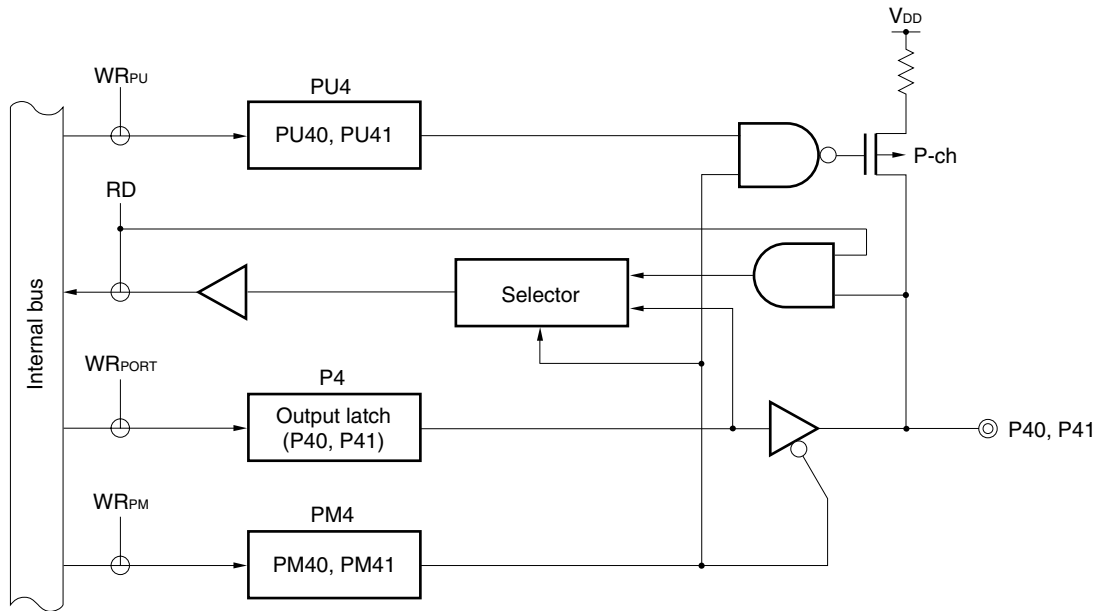 VDD
WRPU
PU4
PU40, PU41
P-ch
RD
Selector
Internal bus
WRPORT
P4
Output latch
(P40, P41)
P40, P41
WRPM
PM4
PM40, PM41